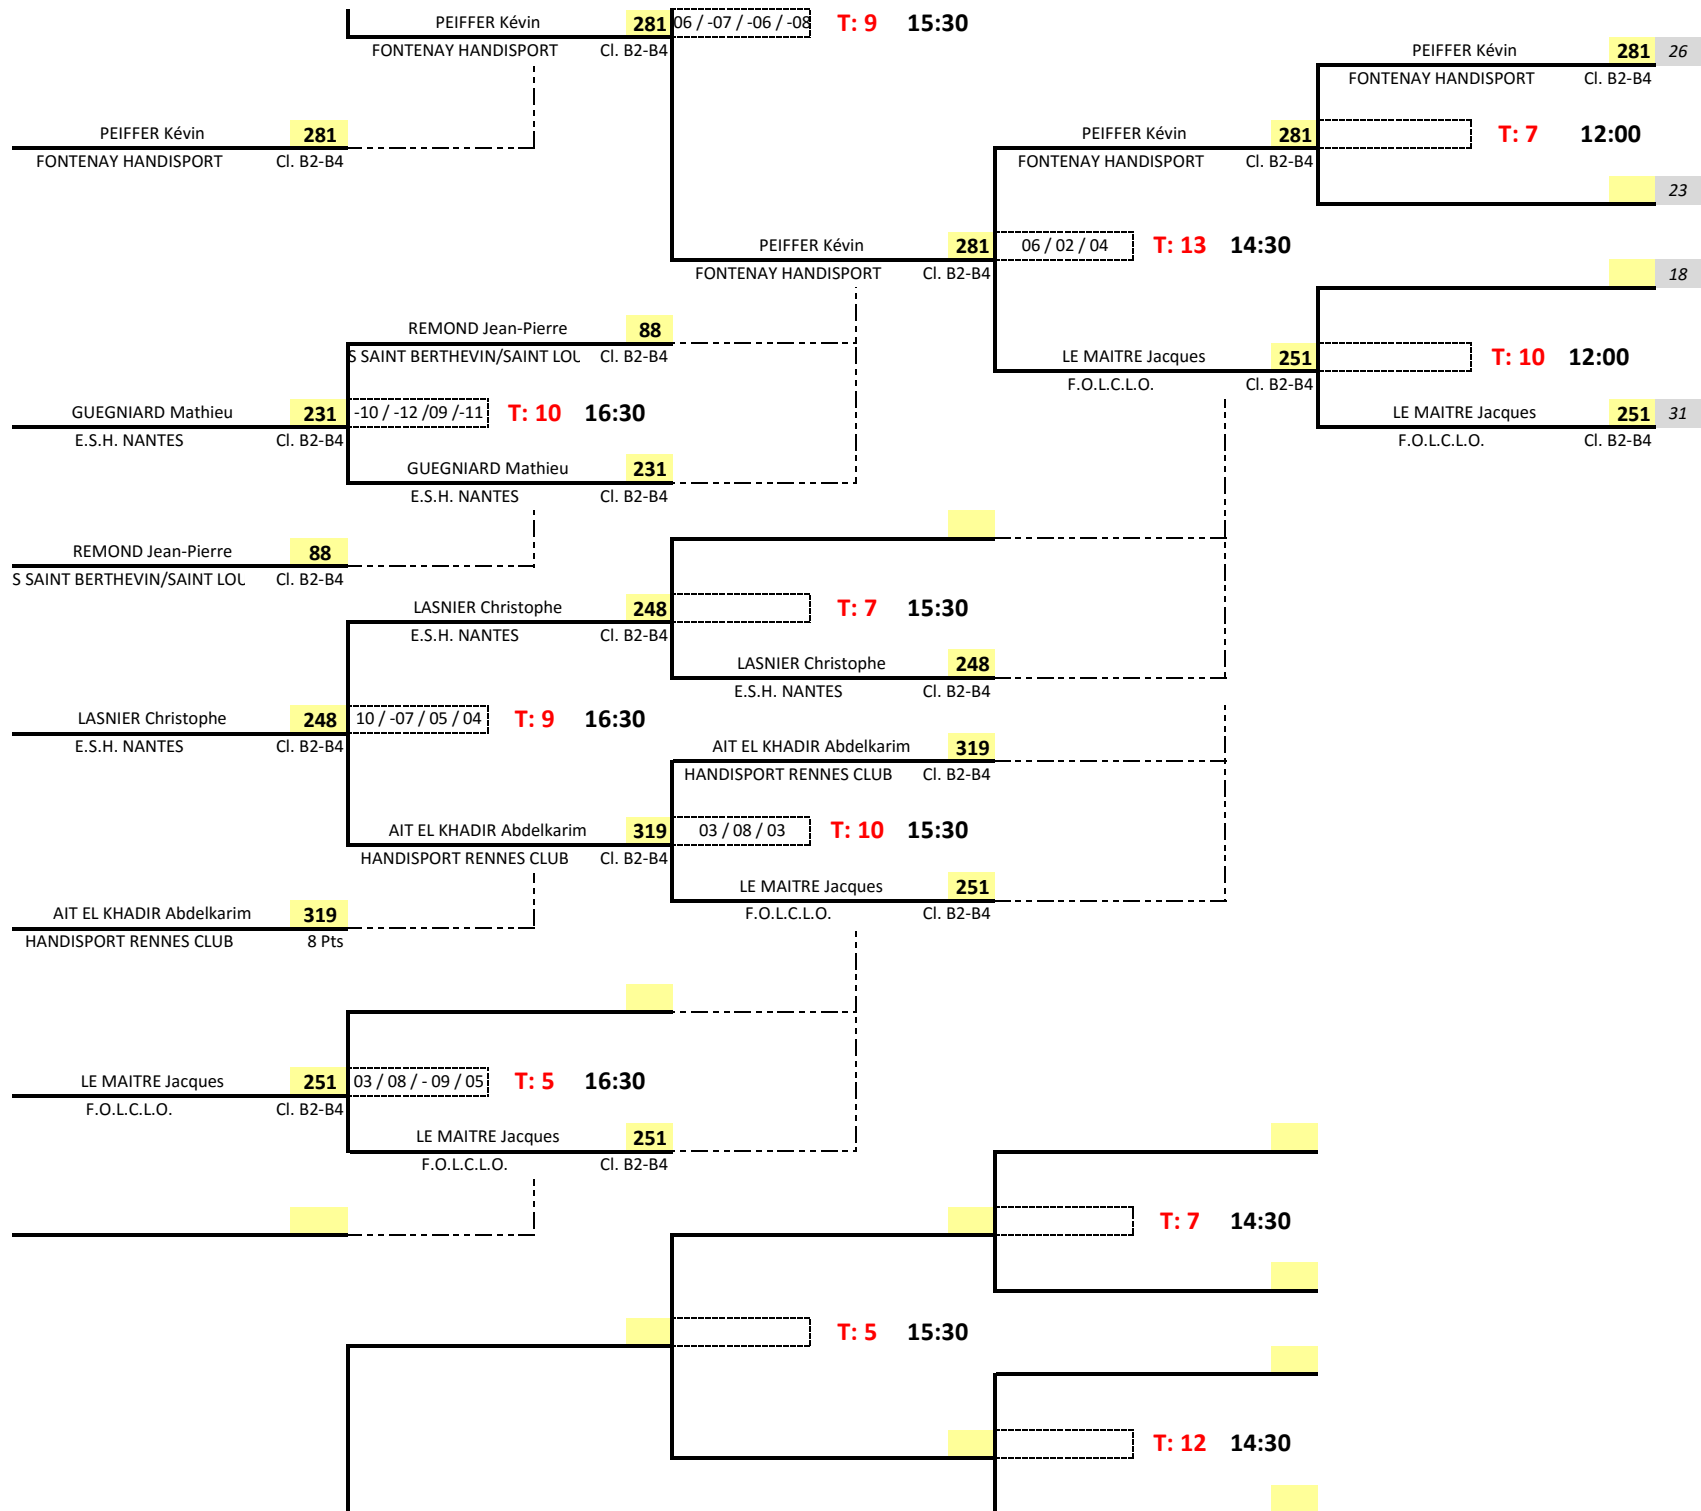 PEIFFER Kévin 281 06 / -07 / -06 / -08 T: 9 15:30
FONTENAY HANDISPORT Cl. B2-B4
PEIFFER Kévin 281 26
FONTENAY HANDISPORT Cl. B2-B4
PEIFFER Kévin 281
FONTENAY HANDISPORT Cl. B2-B4
PEIFFER Kévin 281 T: 7 12:00
FONTENAY HANDISPORT Cl. B2-B4
23
PEIFFER Kévin 281 06 / 02 / 04 T: 13 14:30
FONTENAY HANDISPORT Cl. B2-B4
18
REMOND Jean-Pierre 88
S SAINT BERTHEVIN/SAINT LOU Cl. B2-B4
LE MAITRE Jacques 251 T: 10 12:00
F.O.L.C.L.O. Cl. B2-B4
GUEGNIARD Mathieu 231 -10 / -12 /09 /-11 T: 10 16:30
E.S.H. NANTES Cl. B2-B4
LE MAITRE Jacques 251 31
F.O.L.C.L.O. Cl. B2-B4
GUEGNIARD Mathieu 231
E.S.H. NANTES Cl. B2-B4
REMOND Jean-Pierre 88
S SAINT BERTHEVIN/SAINT LOU Cl. B2-B4
LASNIER Christophe 248 T: 7 15:30
E.S.H. NANTES Cl. B2-B4
LASNIER Christophe 248
E.S.H. NANTES Cl. B2-B4
LASNIER Christophe 248 10 / -07 / 05 / 04 T: 9 16:30
E.S.H. NANTES Cl. B2-B4
AIT EL KHADIR Abdelkarim 319
HANDISPORT RENNES CLUB Cl. B2-B4
AIT EL KHADIR Abdelkarim 319 03 / 08 / 03 T: 10 15:30
HANDISPORT RENNES CLUB Cl. B2-B4
LE MAITRE Jacques 251
F.O.L.C.L.O. Cl. B2-B4
AIT EL KHADIR Abdelkarim 319
HANDISPORT RENNES CLUB 8 Pts
LE MAITRE Jacques 251 03 / 08 / - 09 / 05 T: 5 16:30
F.O.L.C.L.O. Cl. B2-B4
LE MAITRE Jacques 251
F.O.L.C.L.O. Cl. B2-B4
T: 7 14:30
T: 5 15:30
T: 12 14:30